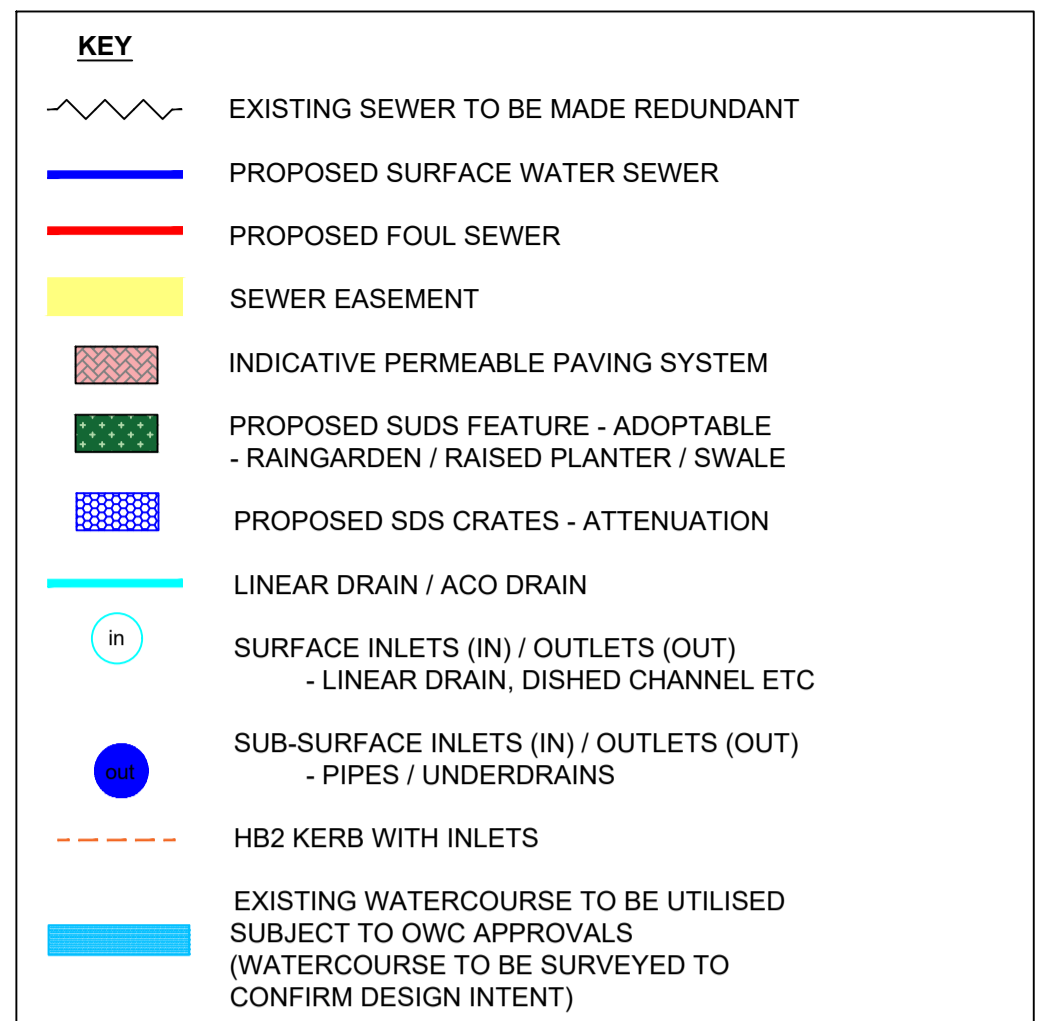 KEY
EXISTING SEWER TO BE MADE REDUNDANT
PROPOSED SURFACE WATER SEWER
PROPOSED FOUL SEWER
SEWER EASEMENT
INDICATIVE PERMEABLE PAVING SYSTEM
PROPOSED SUDS FEATURE - ADOPTABLE
- RAINGARDEN / RAISED PLANTER / SWALE
PROPOSED SDS CRATES - ATTENUATION
LINEAR DRAIN / ACO DRAIN
in
SURFACE INLETS (IN) / OUTLETS (OUT)
- LINEAR DRAIN, DISHED CHANNEL ETC
SUB-SURFACE INLETS (IN) / OUTLETS (OUT)
out
- PIPES / UNDERDRAINS
HB2 KERB WITH INLETS
EXISTING WATERCOURSE TO BE UTILISED
SUBJECT TO OWC APPROVALS
(WATERCOURSE TO BE SURVEYED TO
CONFIRM DESIGN INTENT)